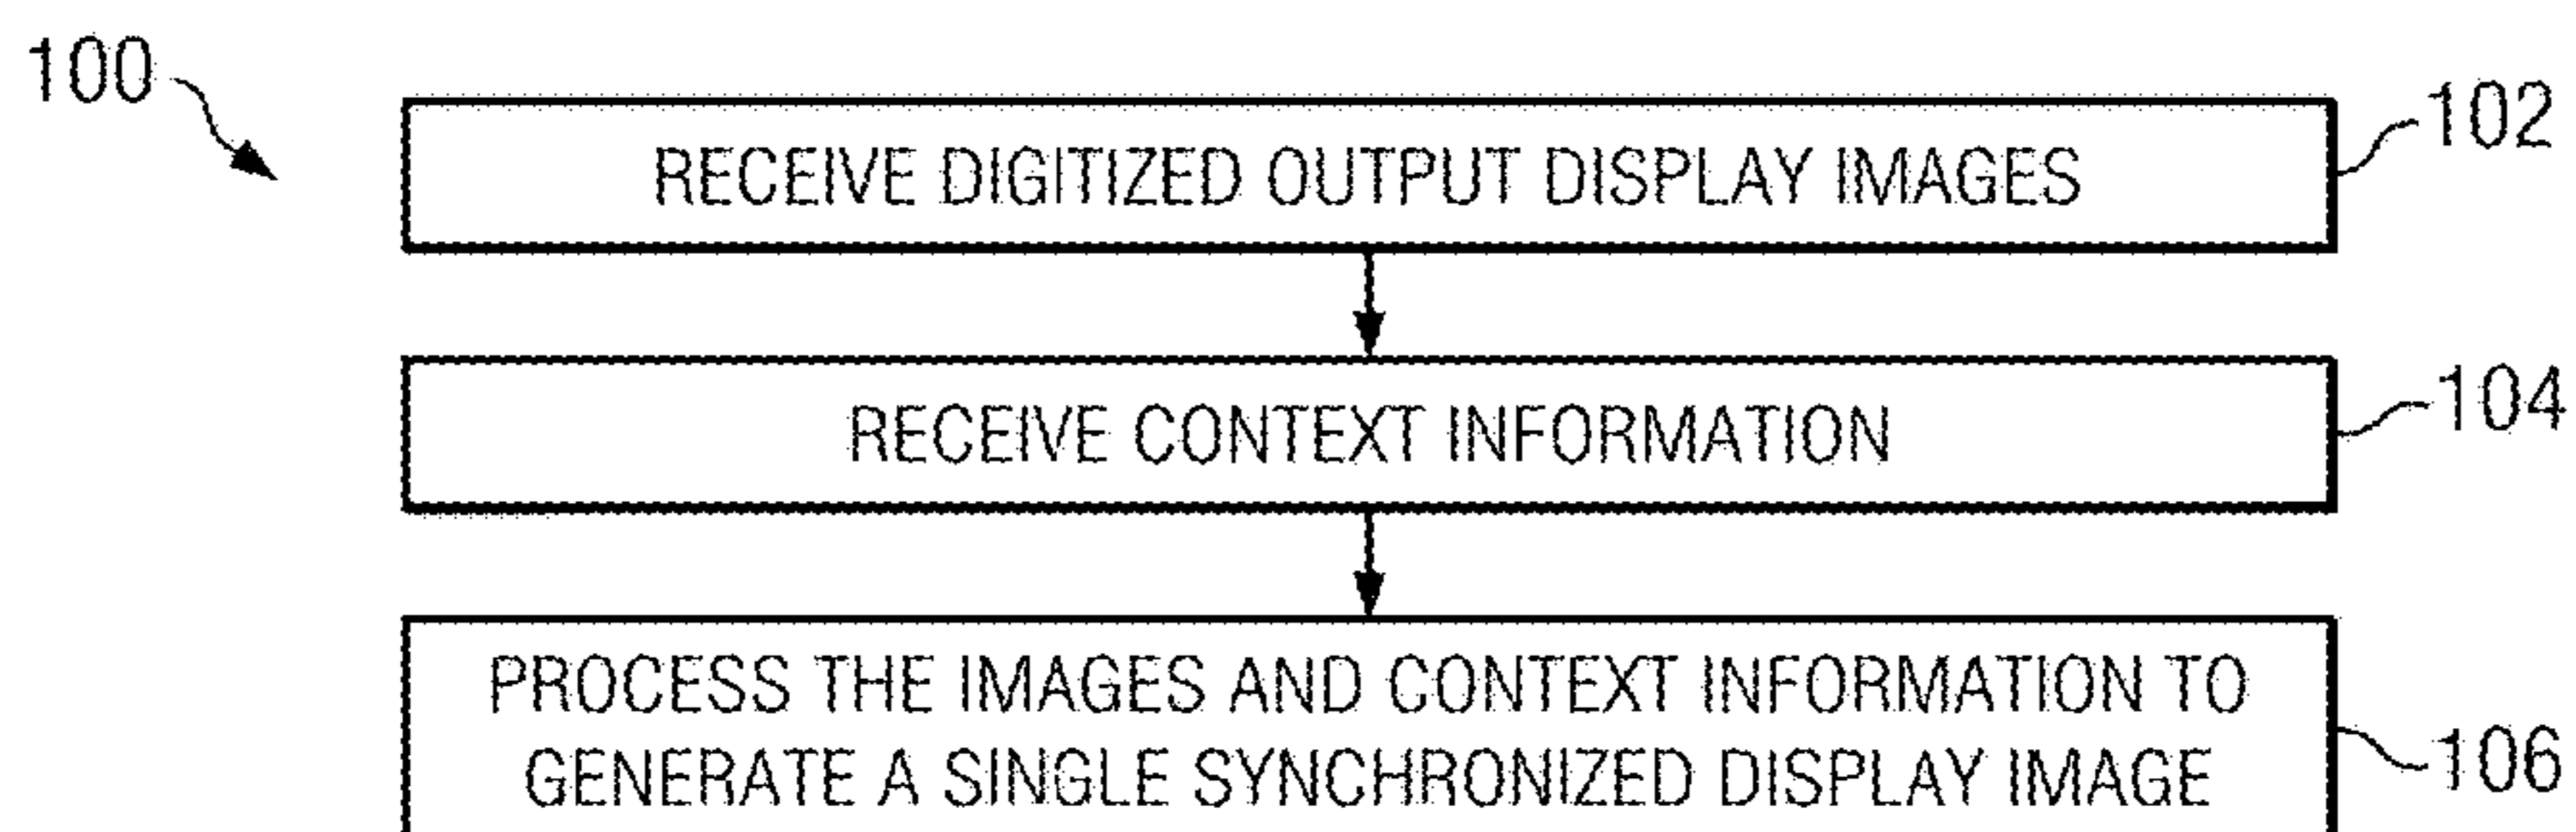 100
RECEIVE DIGITIZED OUTPUT DISPLAY IMAGES
102
RECEIVE CONTEXT INFORMATION
104
PROCESS THE IMAGES AND CONTEXT INFORMATION TO
GENERATE A SINGLE SYNCHRONIZED DISPLAY IMAGE
106